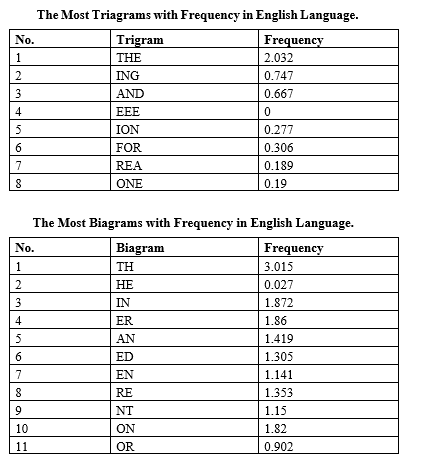 The Most Triagrams with Frequency in English Language.
No. Trigram Frequency
1 THE 2.032
2 ING 0.747
3 AND 0.667
4 EEE 0
5 ION 0.277
6 FOR 0.306
7 REA 0.189
8 ONE 0.19
The Most Biagrams with Frequency in English Language.
No. Biagram Frequency
1 TH 3.015
2 HE 0.027
3 IN 1.872
4 ER 1.86
5 AN 1.419
6 ED 1.305
7 EN 1.141
8 RE 1.353
9 NT 1.15
10 ON 1.82
11 OR 0.902